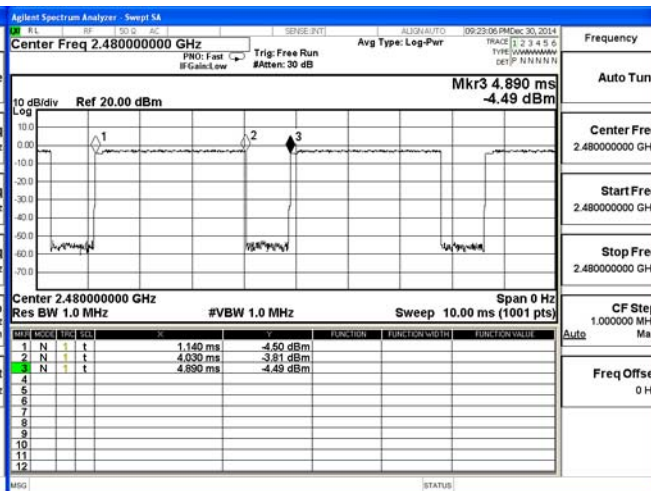 Agilent Spectrum Analyzer - Swept SA
RL RF 50 Ω AC SENSE:INT ALIGNAUTO 09:23:06 PMDec 30, 2014
Center Freq 2.480000000 GHz Avg Type: Log-Pwr TRACE 1 2 3 4 5 6
PNO: Fast Trig: Free Run TYPE
IFGain:Low #Atten: 30 dB DET P N N N N N
Mkr3 4.890 ms
10 dB/div Ref 20.00 dBm -4.49 dBm
Log
10.0
0.00
-10.0
-20.0
-30.0
-40.0
-50.0
-60.0
-70.0
1 2 3
Center 2.480000000 GHz Span 0 Hz
Res BW 1.0 MHz #VBW 1.0 MHz Sweep 10.00 ms (1001 pts)
MKR MODE TRC SCL X Y FUNCTION FUNCTION WIDTH FUNCTION VALUE
1 N 1 t 1.140 ms -4.50 dBm
2 N 1 t 4.030 ms -3.81 dBm
3 N 1 t 4.890 ms -4.49 dBm
4
5
6
7
8
9
10
11
12
MSG STATUS
Frequency
Auto Tun
Center Fre
2.480000000 GH
Start Fre
2.480000000 GH
Stop Fre
2.480000000 GH
CF Step
1.000000 MH
Auto Ma
Freq Offse
0 H